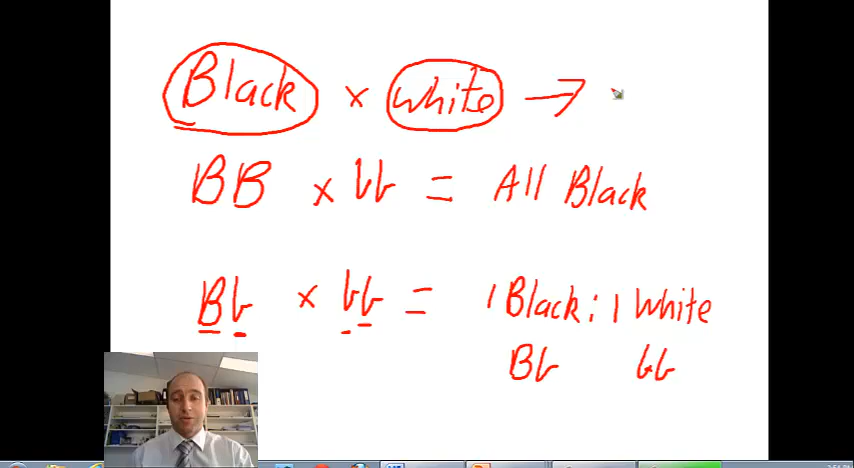 Black x white →
BB x bb = All Black
Bb x bb = 1 Black : 1 White
Bb bb